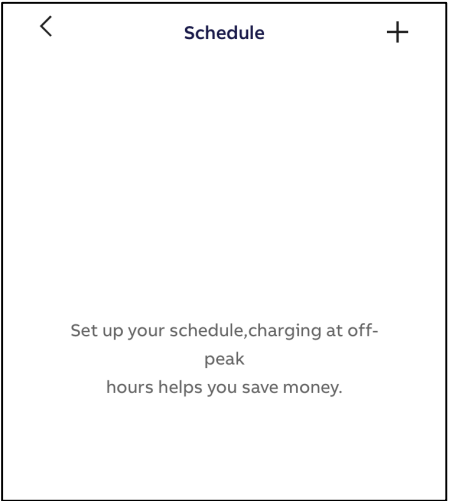 Schedule
Set up your schedule,charging at off-
peak
hours helps you save money.